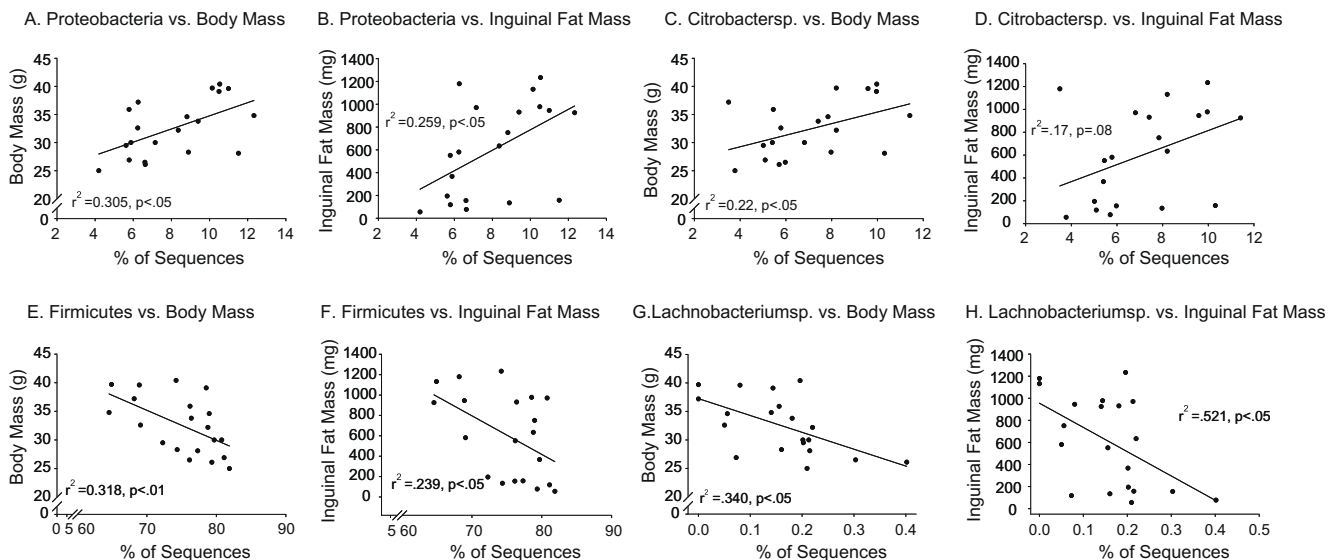 A. Proteobacteria vs. Body Mass
Body Mass (g)
45
40
35
30
25
20
0
r²=0.305, p<.05
2 4 6 8 10 12 14
% of Sequences
B. Proteobacteria vs. Inguinal Fat Mass
Inguinal Fat Mass (mg)
1400
1200
1000
800
600
400
200
0
r²=0.259, p<.05
2 4 6 8 10 12 14
% of Sequences
C. Citrobactersp. vs. Body Mass
Body Mass (g)
45
40
35
30
25
20
0
r²=0.22, p<.05
2 4 6 8 10 12
% of Sequences
D. Citrobactersp. vs. Inguinal Fat Mass
Inguinal Fat Mass (mg)
1400
1200
1000
800
600
400
200
0
r²=.17, p=.08
2 4 6 8 10 12
% of Sequences
E. Firmicutes vs. Body Mass
Body Mass (g)
45
40
35
30
25
20
0
r²=0.318, p<.01
0 5 60 70 80 90
% of Sequences
F. Firmicutes vs. Inguinal Fat Mass
Inguinal Fat Mass (mg)
1400
1200
1000
800
600
400
200
0
r²=.239, p<.05
5 60 70 80 90
% of Sequences
G.Lachnobacteriumsp. vs. Body Mass
Body Mass (g)
45
40
35
30
25
20
0
r²=.340, p<.05
0.0 0.1 0.2 0.3 0.4
% of Sequences
H. Lachnobacteriumsp. vs. Inguinal Fat Mass
Inguinal Fat Mass (mg)
1400
1200
1000
800
600
400
200
0
r²=.521, p<.05
0.0 0.1 0.2 0.3 0.4 0.5
% of Sequences